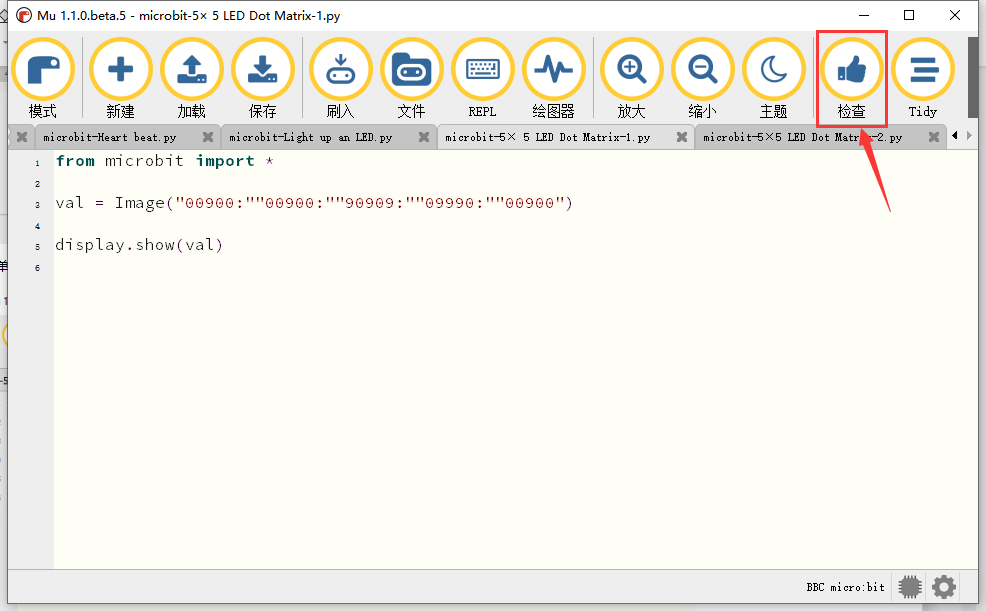 Mu 1.1.0.beta.5 - microbit-5× 5 LED Dot Matrix-1.py
模式 新建 加载 保存 刷入 文件 REPL 绘图器 放大 缩小 主题 检查 Tidy
microbit-Heart beat.py microbit-Light up an LED.py microbit-5× 5 LED Dot Matrix-1.py microbit-5×5 LED Dot Matrix-2.py
1 from microbit import *
2
3 val = Image("00900:""00900:""90909:""09990:""00900")
4
5 display.show(val)
6
BBC micro:bit